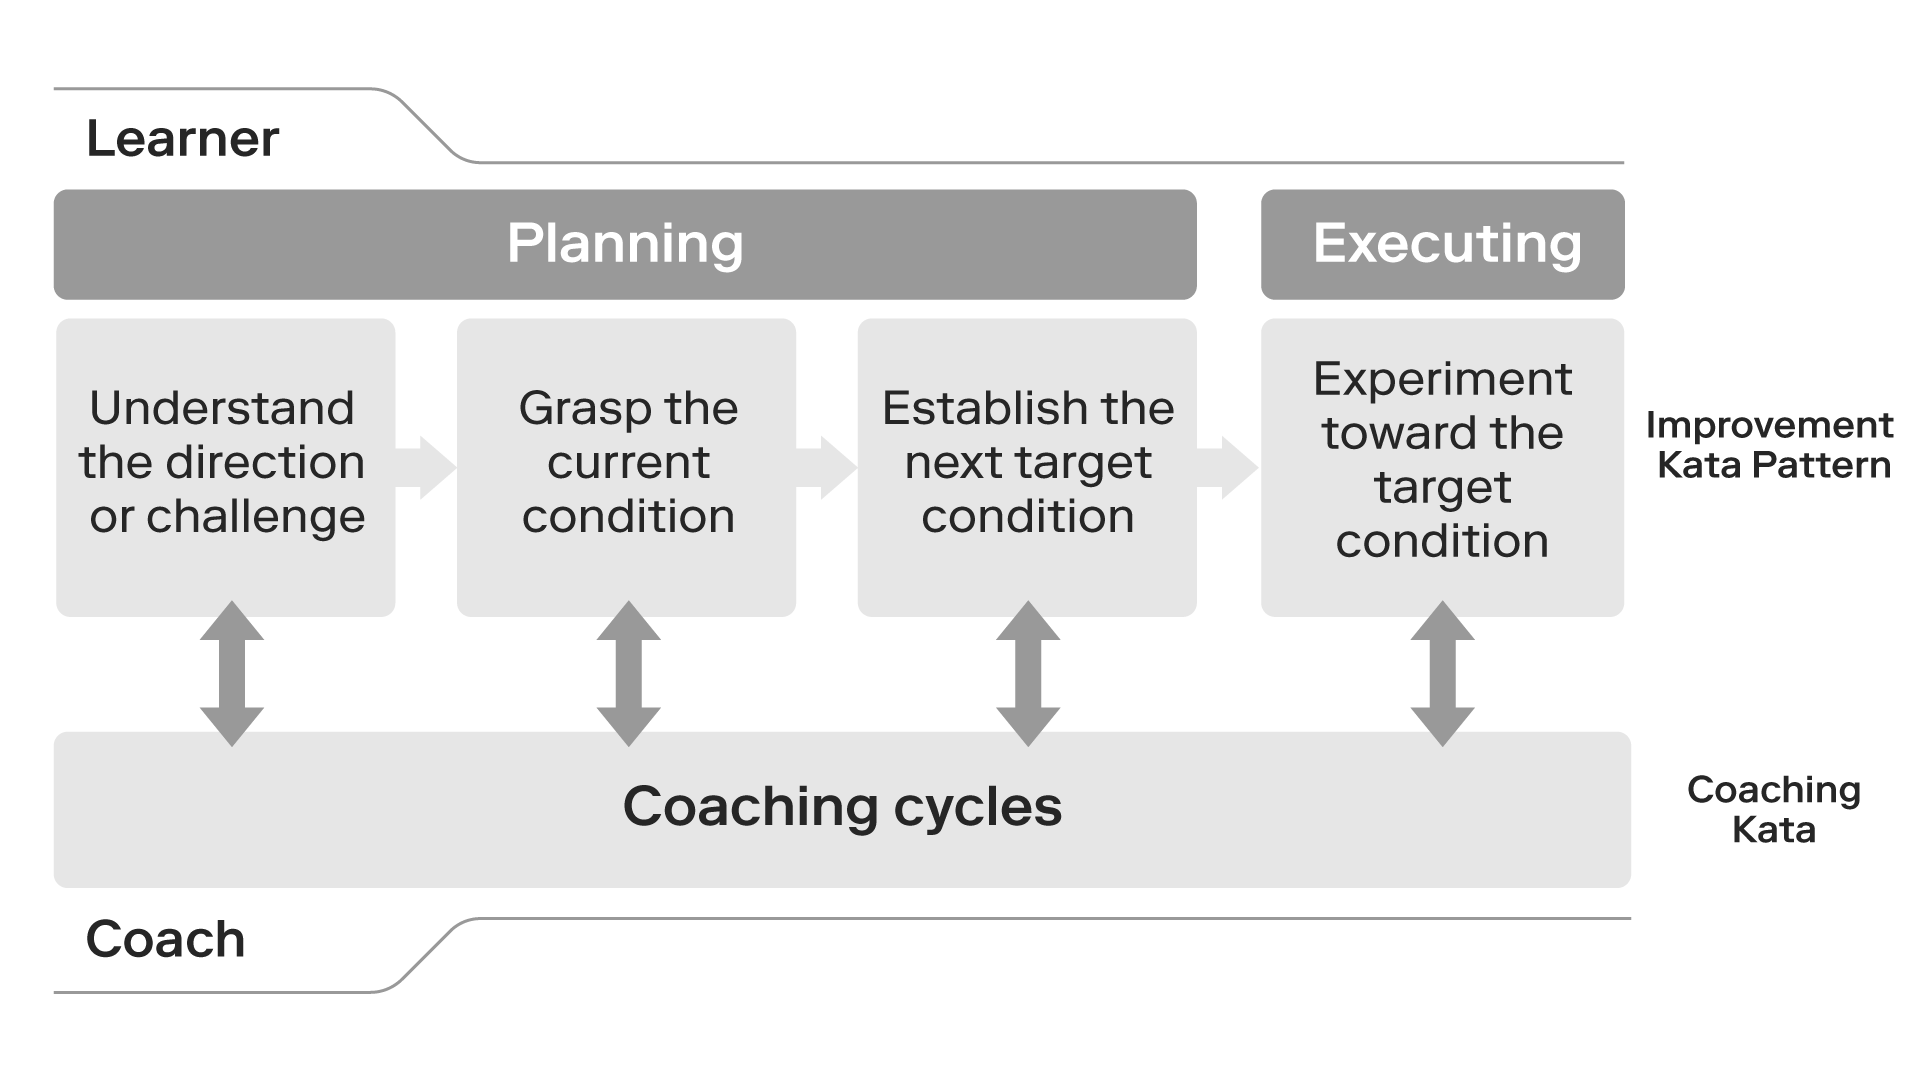 Learner
Planning
Executing
Understand
the direction
or challenge
Grasp the
current
condition
Establish the
next target
condition
Experiment
toward the
target
condition
Improvement
Kata Pattern
Coaching cycles
Coaching
Kata
Coach